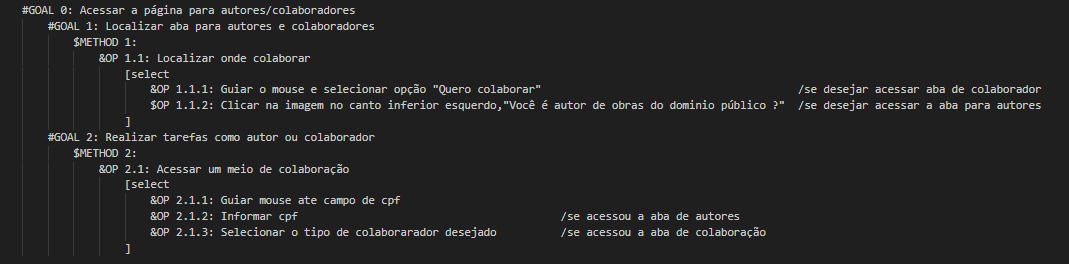 #GOAL 0: Acessar a página para autores/colaboradores
#GOAL 1: Localizar aba para autores e colaboradores
$METHOD 1:
&OP 1.1: Localizar onde colaborar
[select
&OP 1.1.1: Guiar o mouse e selecionar opção "Quero colaborar" /se desejar acessar aba de colaborador
$OP 1.1.2: Clicar na imagem no canto inferior esquerdo,"Você é autor de obras do dominio público ?" /se desejar acessar a aba para autores
]
#GOAL 2: Realizar tarefas como autor ou colaborador
$METHOD 2:
&OP 2.1: Acessar um meio de colaboração
[select
&OP 2.1.1: Guiar mouse ate campo de cpf
&OP 2.1.2: Informar cpf /se acessou a aba de autores
&OP 2.1.3: Selecionar o tipo de colaborarador desejado /se acessou a aba de colaboração
]